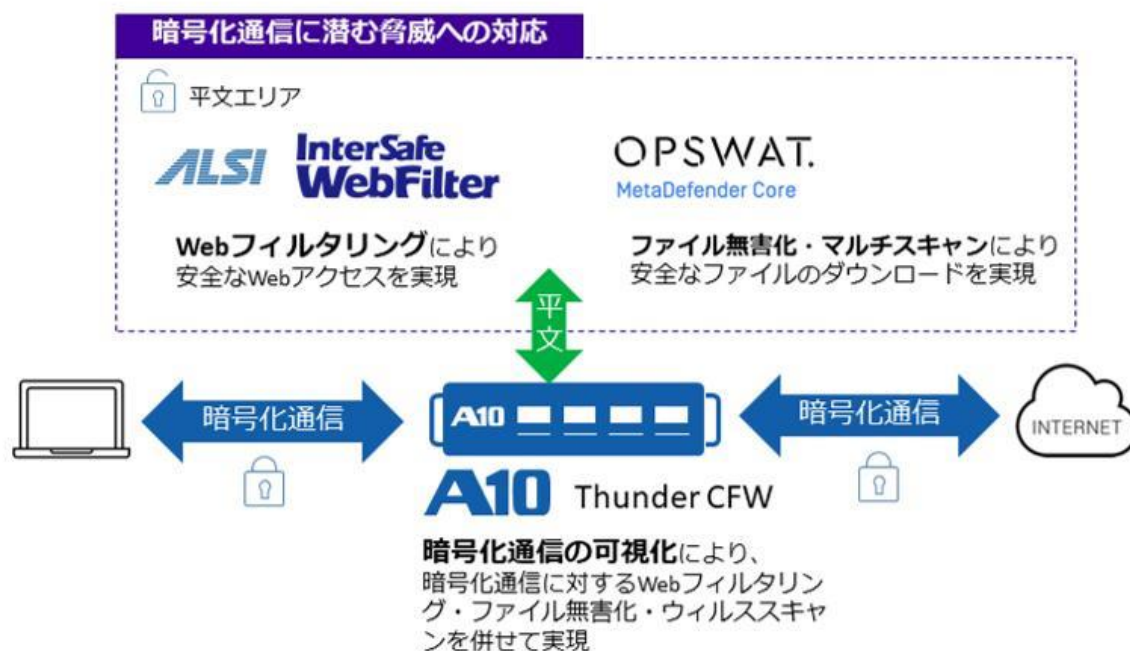 暗号化通信に潜む脅威への対応
平文エリア
ALSI
InterSafe
WebFilter
OPSWAT.
MetaDefender Core
Webフィルタリングにより
安全なWebアクセスを実現
ファイル無害化・マルチスキャンにより
安全なファイルのダウンロードを実現
平文
暗号化通信
A10
暗号化通信
INTERNET
A10 Thunder CFW
暗号化通信の可視化により、
暗号化通信に対するWebフィルタリン
グ・ファイル無害化・ウィルススキャ
ンを併せて実現